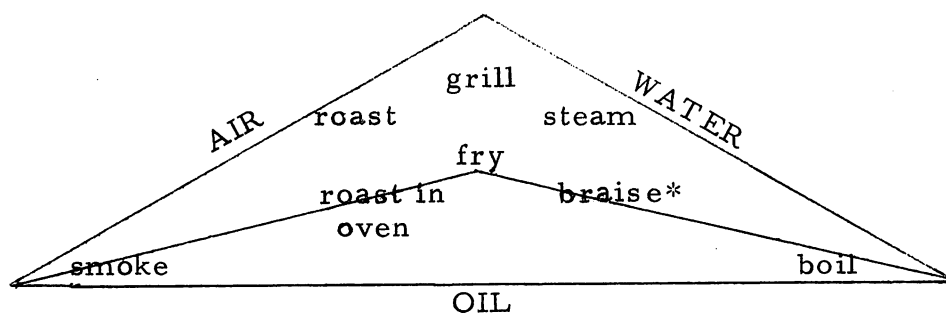 grill
AIR roast steam WATER
fry
roast in braise*
oven
smoke boil
OIL